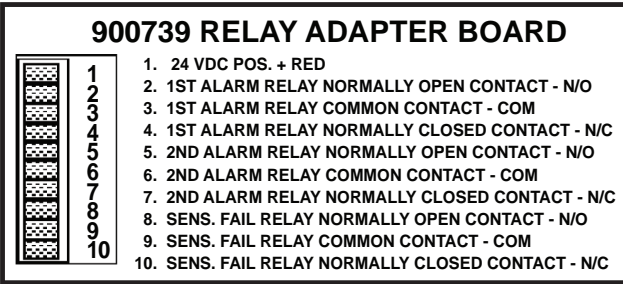 900739 RELAY ADAPTER BOARD
1
2
3
4
5
6
7
8
9
10
1. 24 VDC POS. + RED
2. 1ST ALARM RELAY NORMALLY OPEN CONTACT - N/O
3. 1ST ALARM RELAY COMMON CONTACT - COM
4. 1ST ALARM RELAY NORMALLY CLOSED CONTACT - N/C
5. 2ND ALARM RELAY NORMALLY OPEN CONTACT - N/O
6. 2ND ALARM RELAY COMMON CONTACT - COM
7. 2ND ALARM RELAY NORMALLY CLOSED CONTACT - N/C
8. SENS. FAIL RELAY NORMALLY OPEN CONTACT - N/O
9. SENS. FAIL RELAY COMMON CONTACT - COM
10. SENS. FAIL RELAY NORMALLY CLOSED CONTACT - N/C